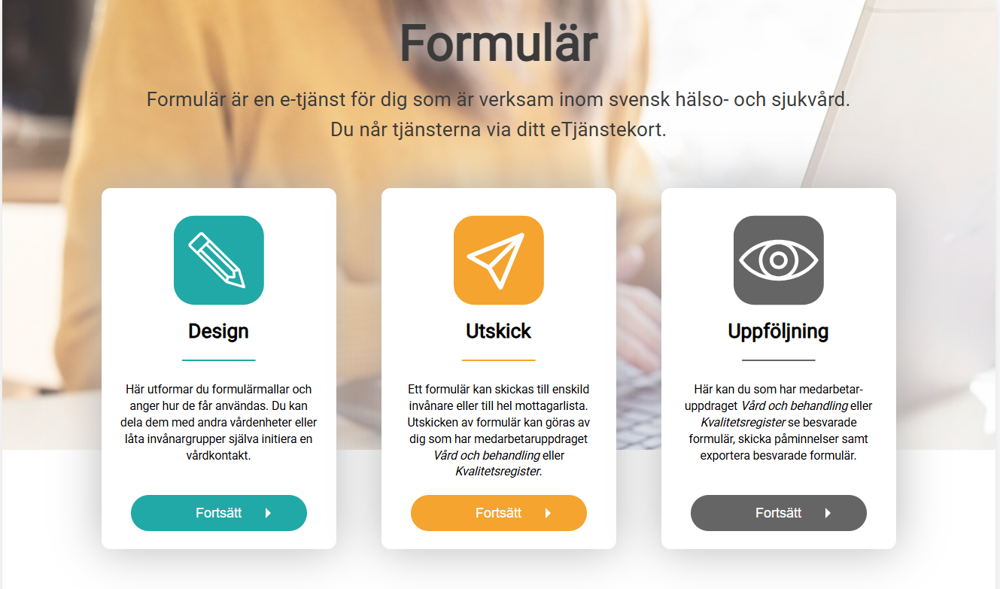 Formulär
Formulär är en e-tjänst för dig som är verksam inom svensk hälso- och sjukvård.
Du når tjänsterna via ditt eTjänstekort.
Design
Här utformar du formulärmallar och
anger hur de får användas. Du kan
dela dem med andra vårdenheter eller
låta invånargrupper själva initiera en
vårdkontakt.
Fortsätt
Utskick
Ett formulär kan skickas till enskild
invånare eller till hel mottagarlista.
Utskicken av formulär kan göras av
dig som har medarbetaruppdraget
Vård och behandling eller
Kvalitetsregister.
Fortsätt
Uppföljning
Här kan du som har medarbetar-
uppdraget Vård och behandling eller
Kvalitetsregister se besvarade
formulär, skicka påminnelser samt
exportera besvarade formulär.
Fortsätt